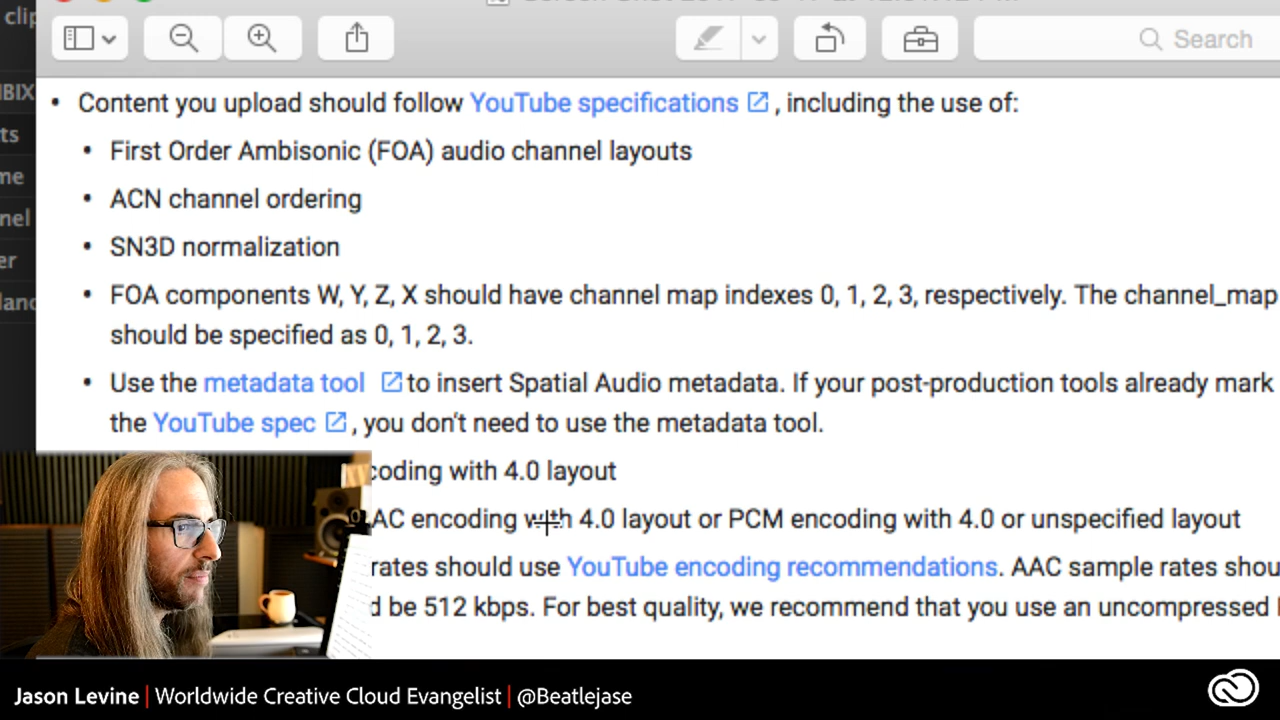 Search
Content you upload should follow YouTube specifications , including the use of:
First Order Ambisonic (FOA) audio channel layouts
ACN channel ordering
SN3D normalization
FOA components W, Y, Z, X should have channel map indexes 0, 1, 2, 3, respectively. The channel_map
should be specified as 0, 1, 2, 3.
Use the metadata tool to insert Spatial Audio metadata. If your post-production tools already mark
the YouTube spec , you don't need to use the metadata tool.
coding with 4.0 layout
AC encoding with 4.0 layout or PCM encoding with 4.0 or unspecified layout
rates should use YouTube encoding recommendations. AAC sample rates shou
d be 512 kbps. For best quality, we recommend that you use an uncompressed
Jason Levine | Worldwide Creative Cloud Evangelist | @Beatlejase